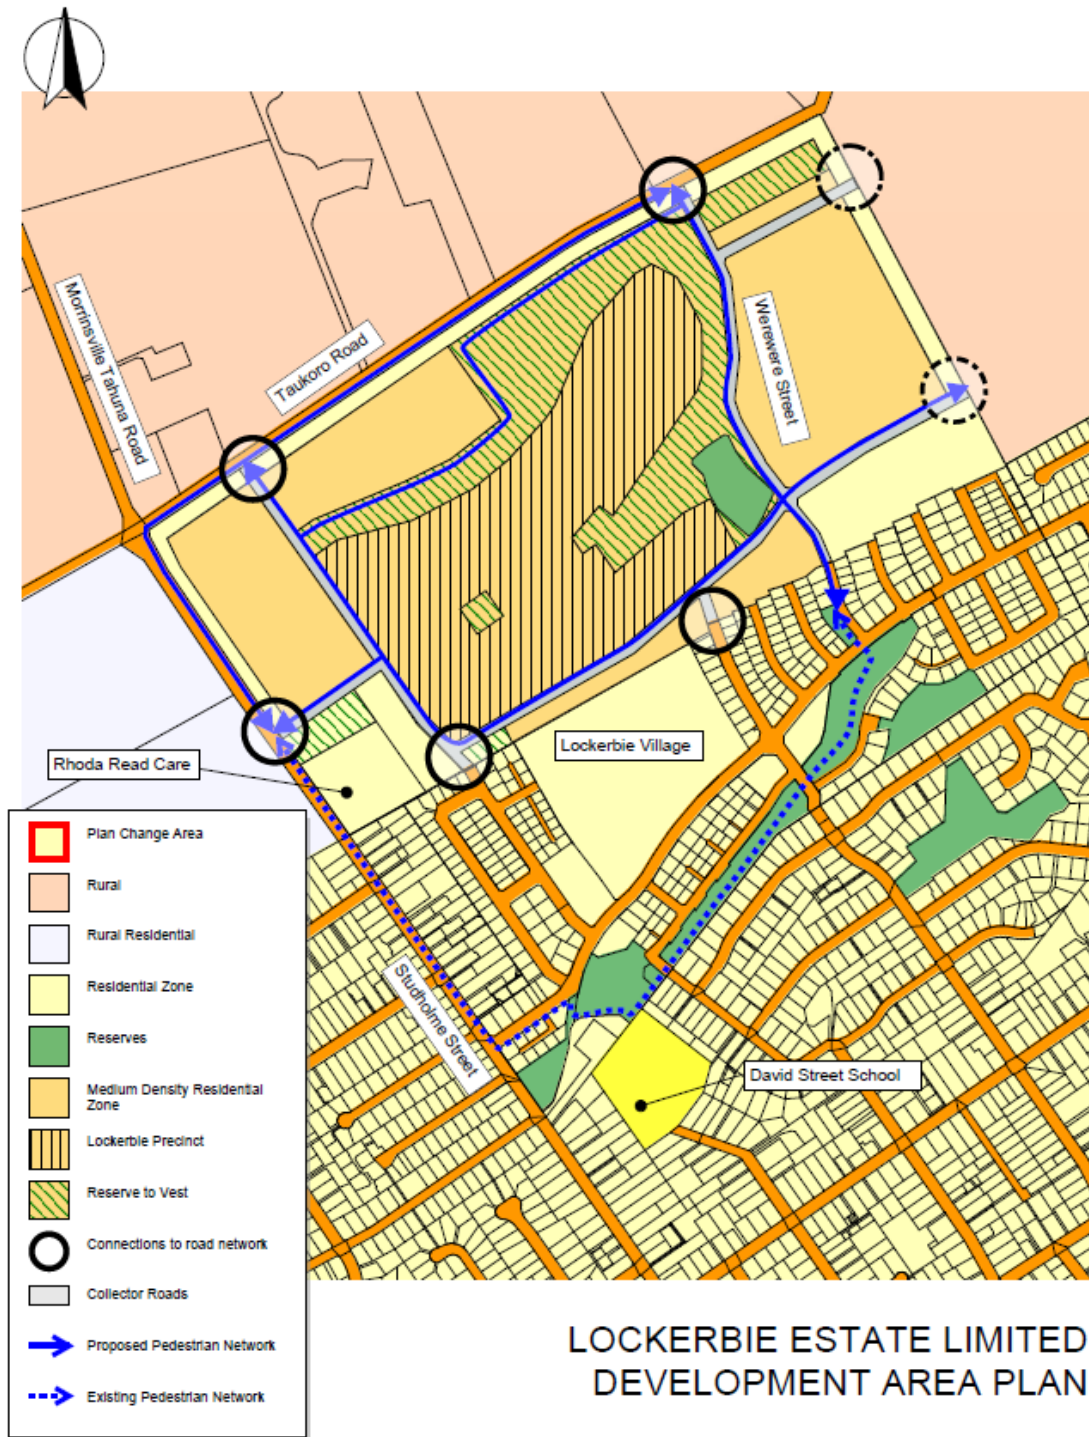 Morrinsville Tahuna Road
Taukoro Road
Werewere Street
Rhoda Read Care
Lockerbie Village
Studholme Street
David Street School
Plan Change Area
Rural
Rural Residential
Residential Zone
Reserves
Medium Density Residential
Zone
Lockerbie Precinct
Reserve to Vest
Connections to road network
Collector Roads
Proposed Pedestrian Network
Existing Pedestrian Network
LOCKERBIE ESTATE LIMITED
DEVELOPMENT AREA PLAN